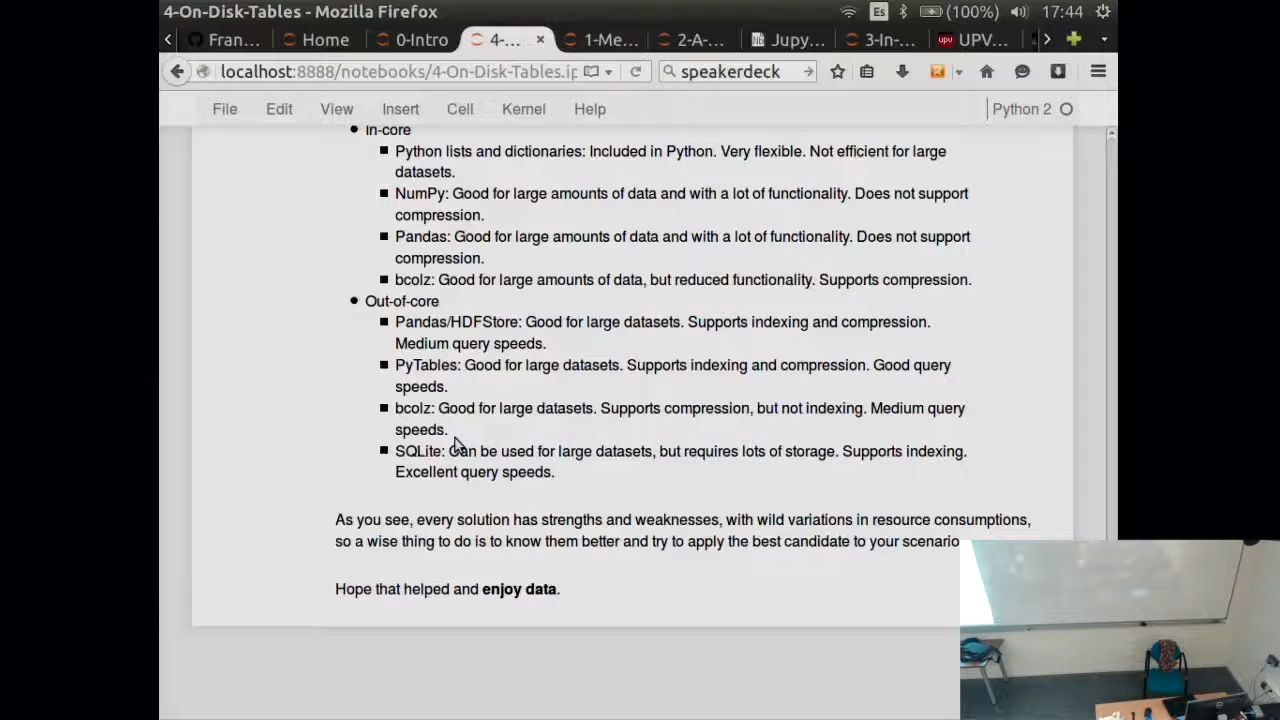 4-On-Disk-Tables - Mozilla Firefox
Es (100%) 17:44
Fran... Home 0-Intro 4-... 1-Me... 2-A-... Jupy... 3-In-... UPV...
localhost:8888/notebooks/4-On-Disk-Tables.ip speakerdeck
File Edit View Insert Cell Kernel Help Python 2
In-core
Python lists and dictionaries: Included in Python. Very flexible. Not efficient for large
datasets.
NumPy: Good for large amounts of data and with a lot of functionality. Does not support
compression.
Pandas: Good for large amounts of data and with a lot of functionality. Does not support
compression.
bcolz: Good for large amounts of data, but reduced functionality. Supports compression.
Out-of-core
Pandas/HDFStore: Good for large datasets. Supports indexing and compression.
Medium query speeds.
PyTables: Good for large datasets. Supports indexing and compression. Good query
speeds.
bcolz: Good for large datasets. Supports compression, but not indexing. Medium query
speeds.
SQLite: Can be used for large datasets, but requires lots of storage. Supports indexing.
Excellent query speeds.
As you see, every solution has strengths and weaknesses, with wild variations in resource consumptions,
so a wise thing to do is to know them better and try to apply the best candidate to your scenario
Hope that helped and enjoy data.